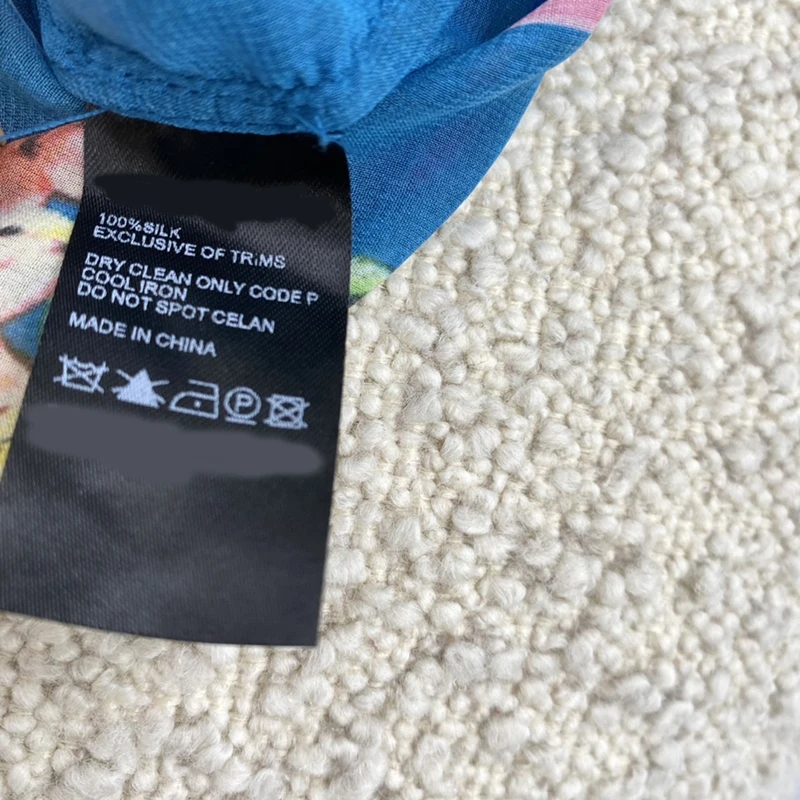 100%SILK
EXCLUSIVE OF TRIMS
DRY CLEAN ONLY CODE P
COOL IRON
DO NOT SPOT CELAN
MADE IN CHINA
P